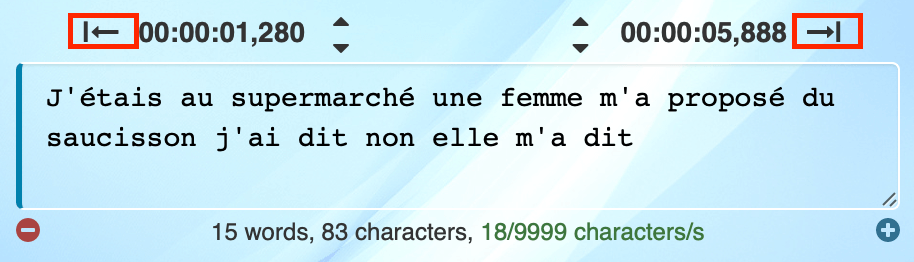 00:00:01,280 00:00:05,888
J'étais au supermarché une femme m'a proposé du
saucisson j'ai dit non elle m'a dit
15 words, 83 characters, 18/9999 characters/s